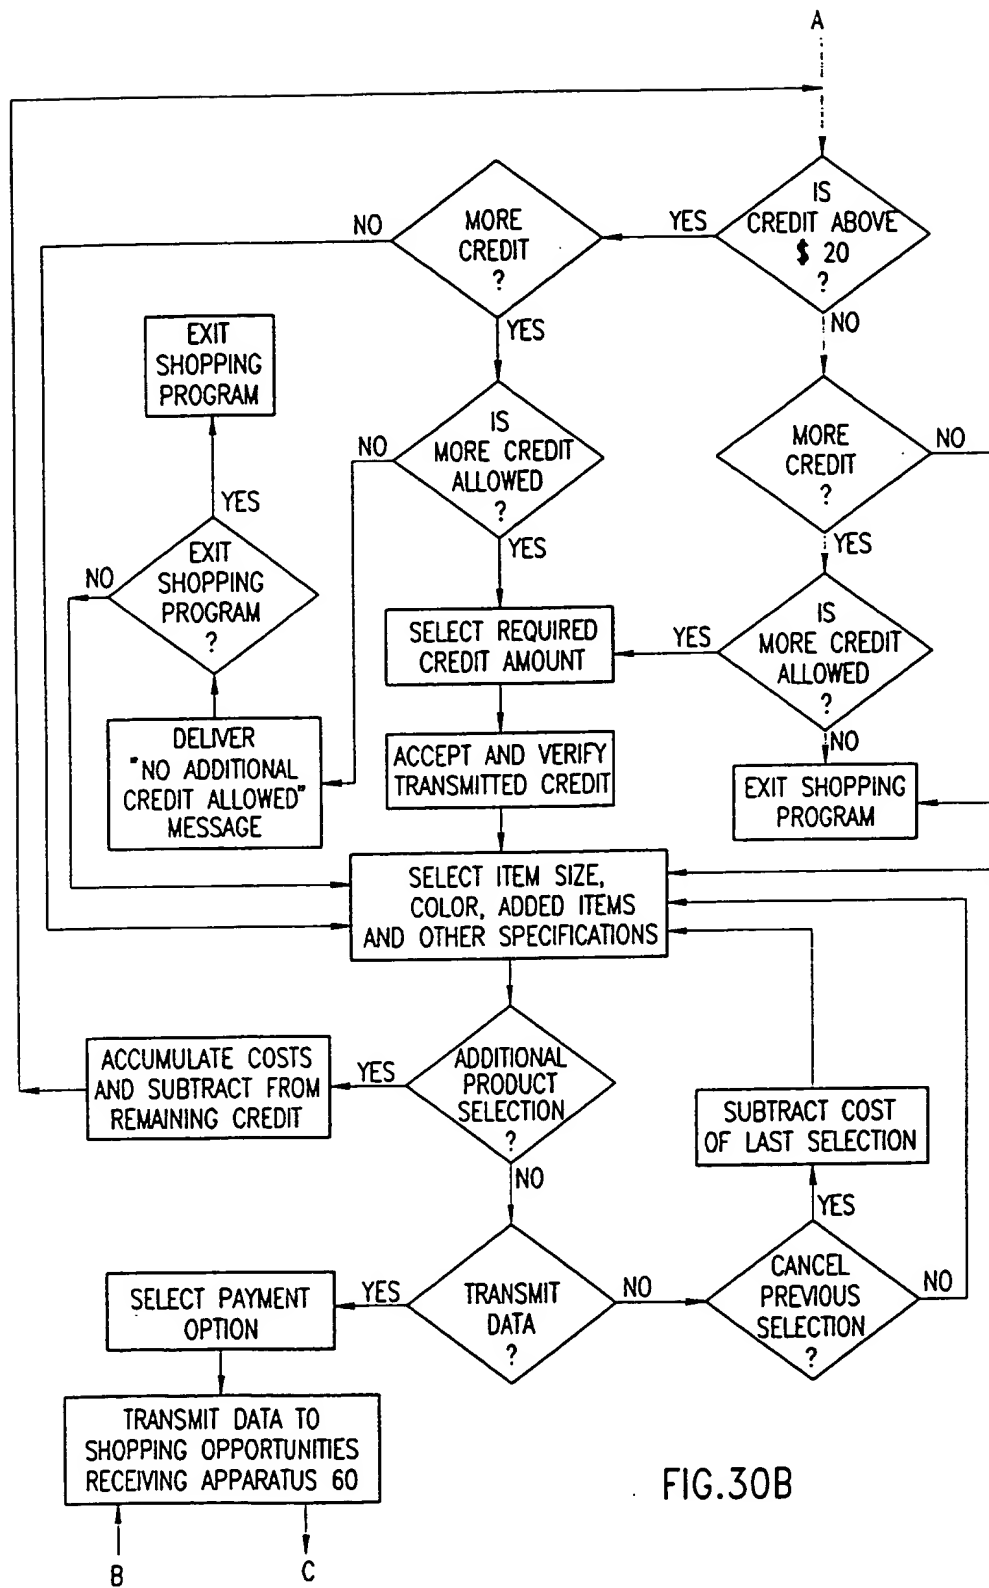 A
IS
CREDIT ABOVE
$ 20
?
YES
NO
MORE
CREDIT
?
NO
YES
EXIT
SHOPPING
PROGRAM
IS
MORE CREDIT
ALLOWED
?
NO
YES
MORE
CREDIT
?
NO
YES
YES
EXIT
SHOPPING
PROGRAM
?
NO
SELECT REQUIRED
CREDIT AMOUNT
YES
IS
MORE CREDIT
ALLOWED
?
NO
DELIVER
"NO ADDITIONAL
CREDIT ALLOWED"
MESSAGE
ACCEPT AND VERIFY
TRANSMITTED CREDIT
EXIT SHOPPING
PROGRAM
SELECT ITEM SIZE,
COLOR, ADDED ITEMS
AND OTHER SPECIFICATIONS
ACCUMULATE COSTS
AND SUBTRACT FROM
REMAINING CREDIT
YES
ADDITIONAL
PRODUCT
SELECTION
?
NO
SUBTRACT COST
OF LAST SELECTION
YES
SELECT PAYMENT
OPTION
YES
TRANSMIT
DATA
?
NO
CANCEL
PREVIOUS
SELECTION
?
NO
TRANSMIT DATA TO
SHOPPING OPPORTUNITIES
RECEIVING APPARATUS 60
B
C
FIG.30B